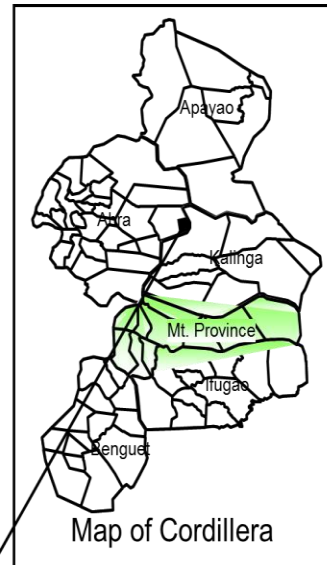 Apayao
Abra
Kalinga
Mt. Province
Ifugao
Benguet
Map of Cordillera